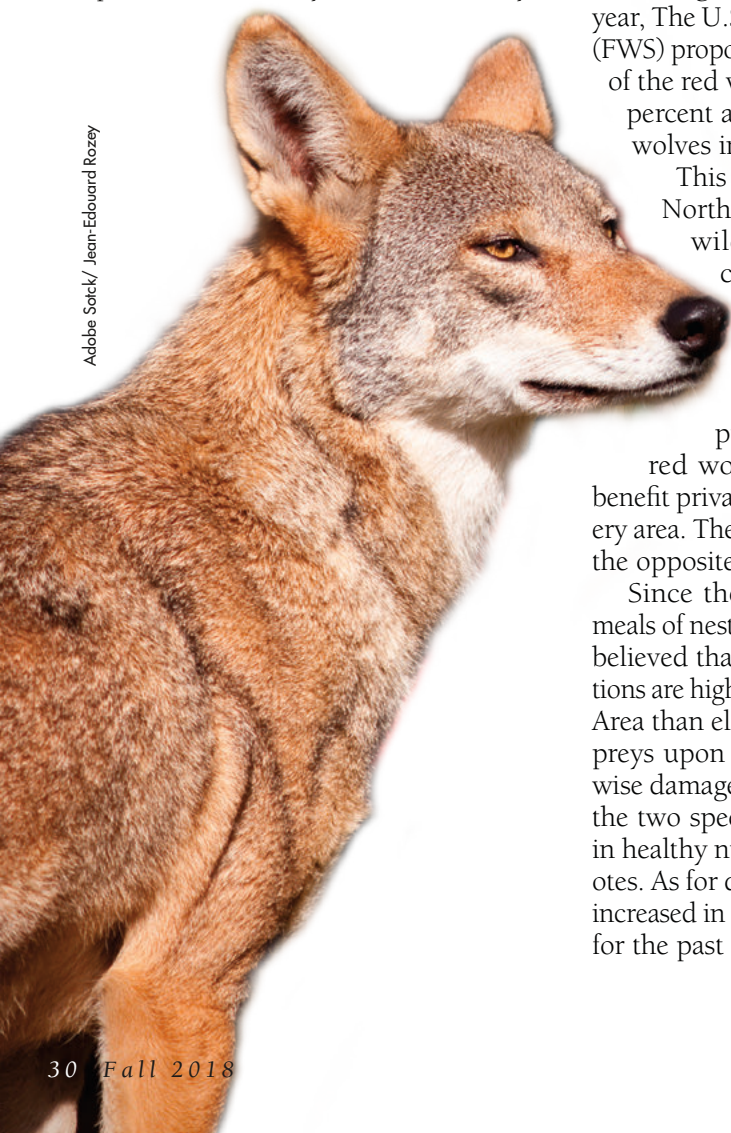 year, The U.S
(FWS) propo
of the red w
percent a
wolves in
This
North
wil
c
p
red wo
benefit priva
ery area. The
the opposite
Since the
meals of nest
believed tha
tions are high
Area than el
preys upon
wise damage
the two spec
in healthy n
otes. As for c
increased in
for the past
Adobe Sotck/ Jean-Edouard Rozey
30 Fall 2018